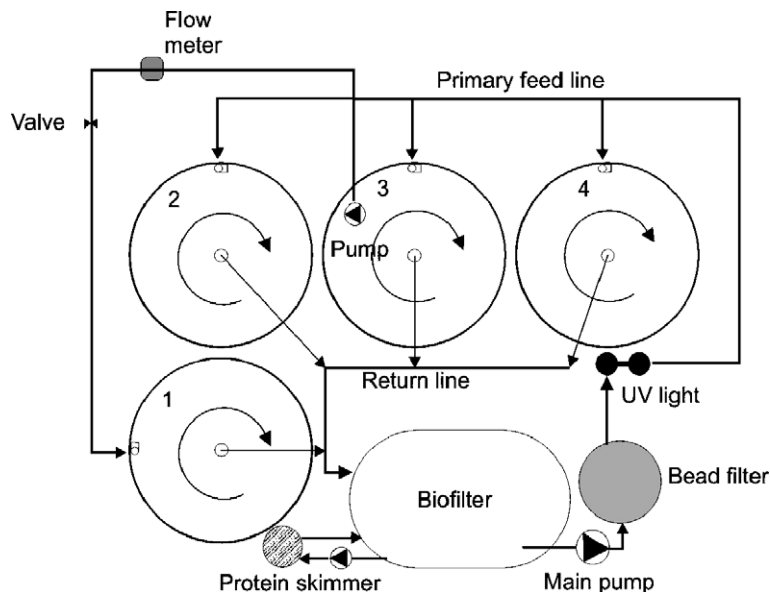 Flow
meter
Primary feed line
Valve
2
3
4
Pump
Return line
UV light
1
Biofilter
Bead filter
Protein skimmer
Main pump